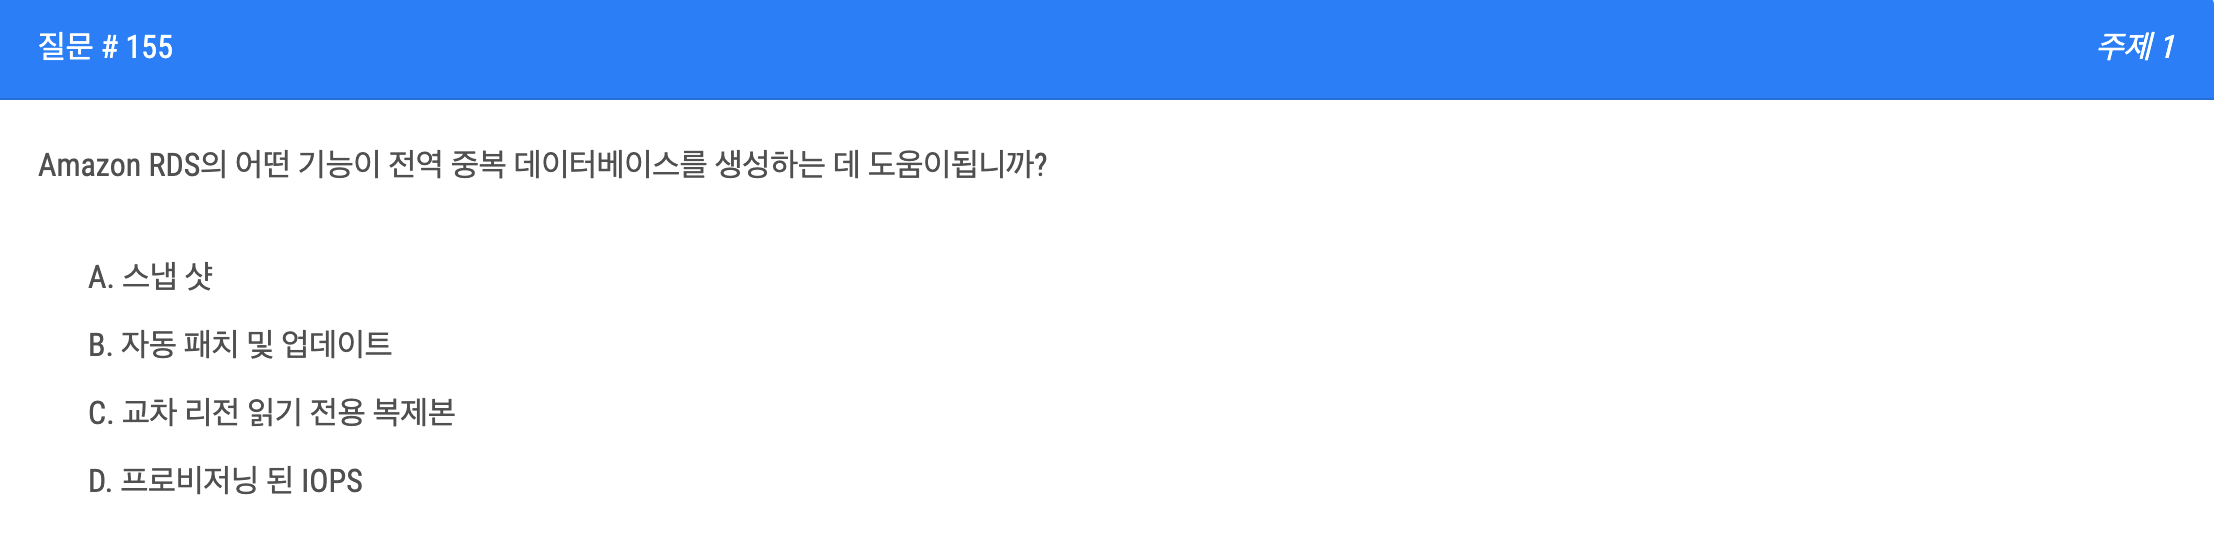 질문 # 155
주제 1
Amazon RDS의 어떤 기능이 전역 중복 데이터베이스를 생성하는 데 도움이됩니까?
A. 스냅 샷
B. 자동 패치 및 업데이트
C. 교차 리전 읽기 전용 복제본
D. 프로비저닝 된 IOPS